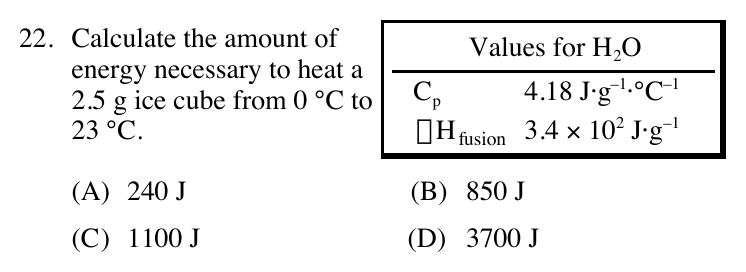 22. Calculate the amount of
energy necessary to heat a
2.5 g ice cube from 0 °C to
23 °C.
Values for H₂O
Cₚ 4.18 J·g⁻¹·°C⁻¹
▯H fusion 3.4 × 10² J·g⁻¹
(A) 240 J (B) 850 J
(C) 1100 J (D) 3700 J